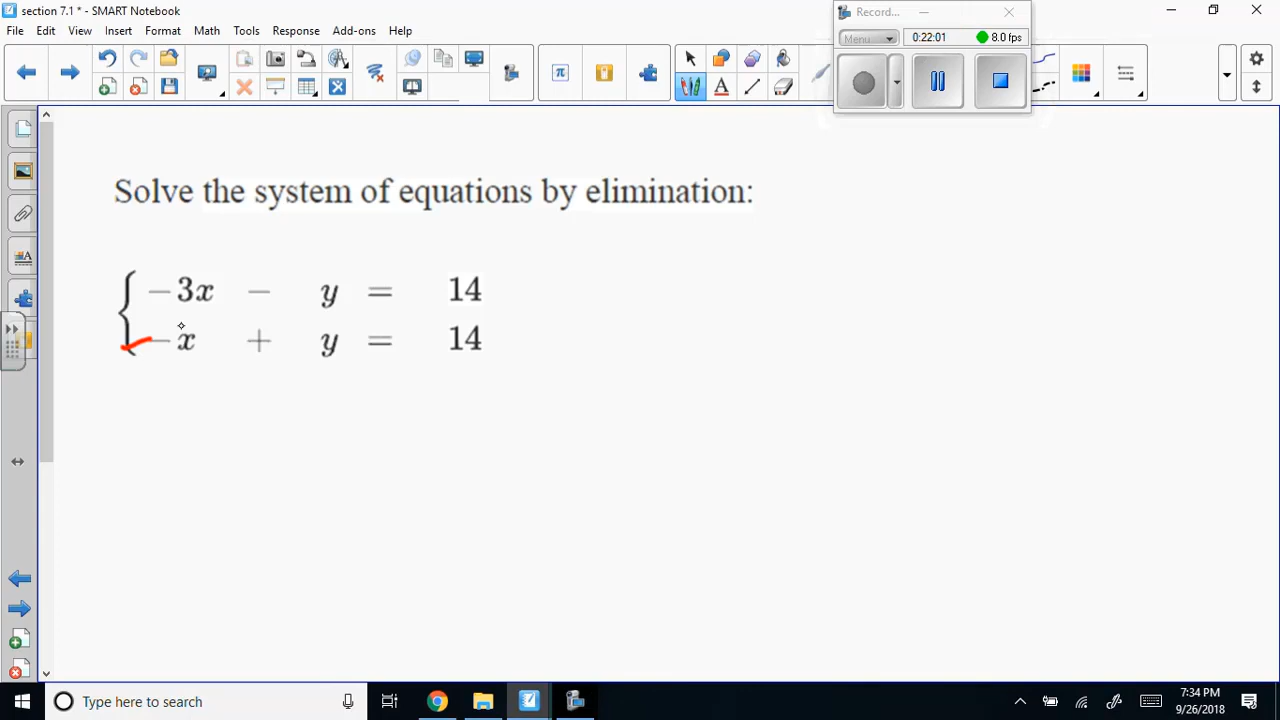 section 7.1 * - SMART Notebook
Record...
File Edit View Insert Format Math Tools Response Add-ons Help
Menu 0:22:01 8.0 fps
Solve the system of equations by elimination:
−3x − y = 14
−x + y = 14
Type here to search
7:34 PM
9/26/2018